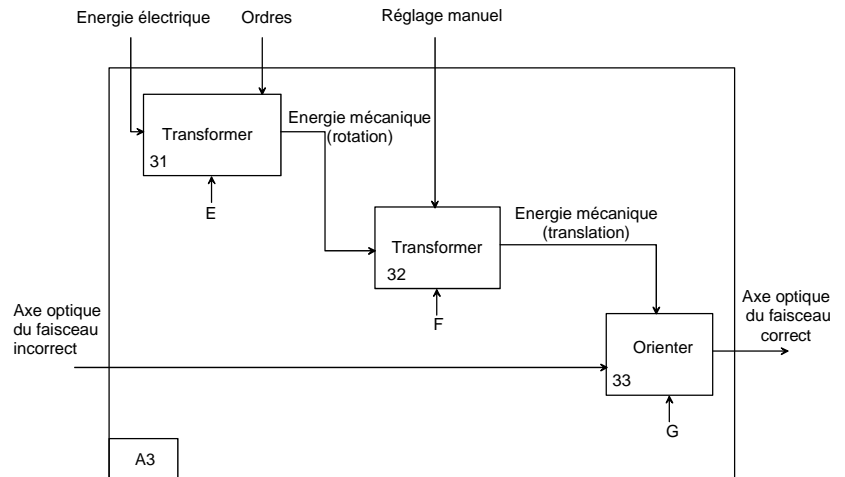 Energie électrique
Ordres
Réglage manuel
Transformer
31
Energie mécanique
(rotation)
E
Transformer
32
Energie mécanique
(translation)
F
Axe optique
du faisceau
incorrect
Orienter
33
Axe optique
du faisceau
correct
G
A3